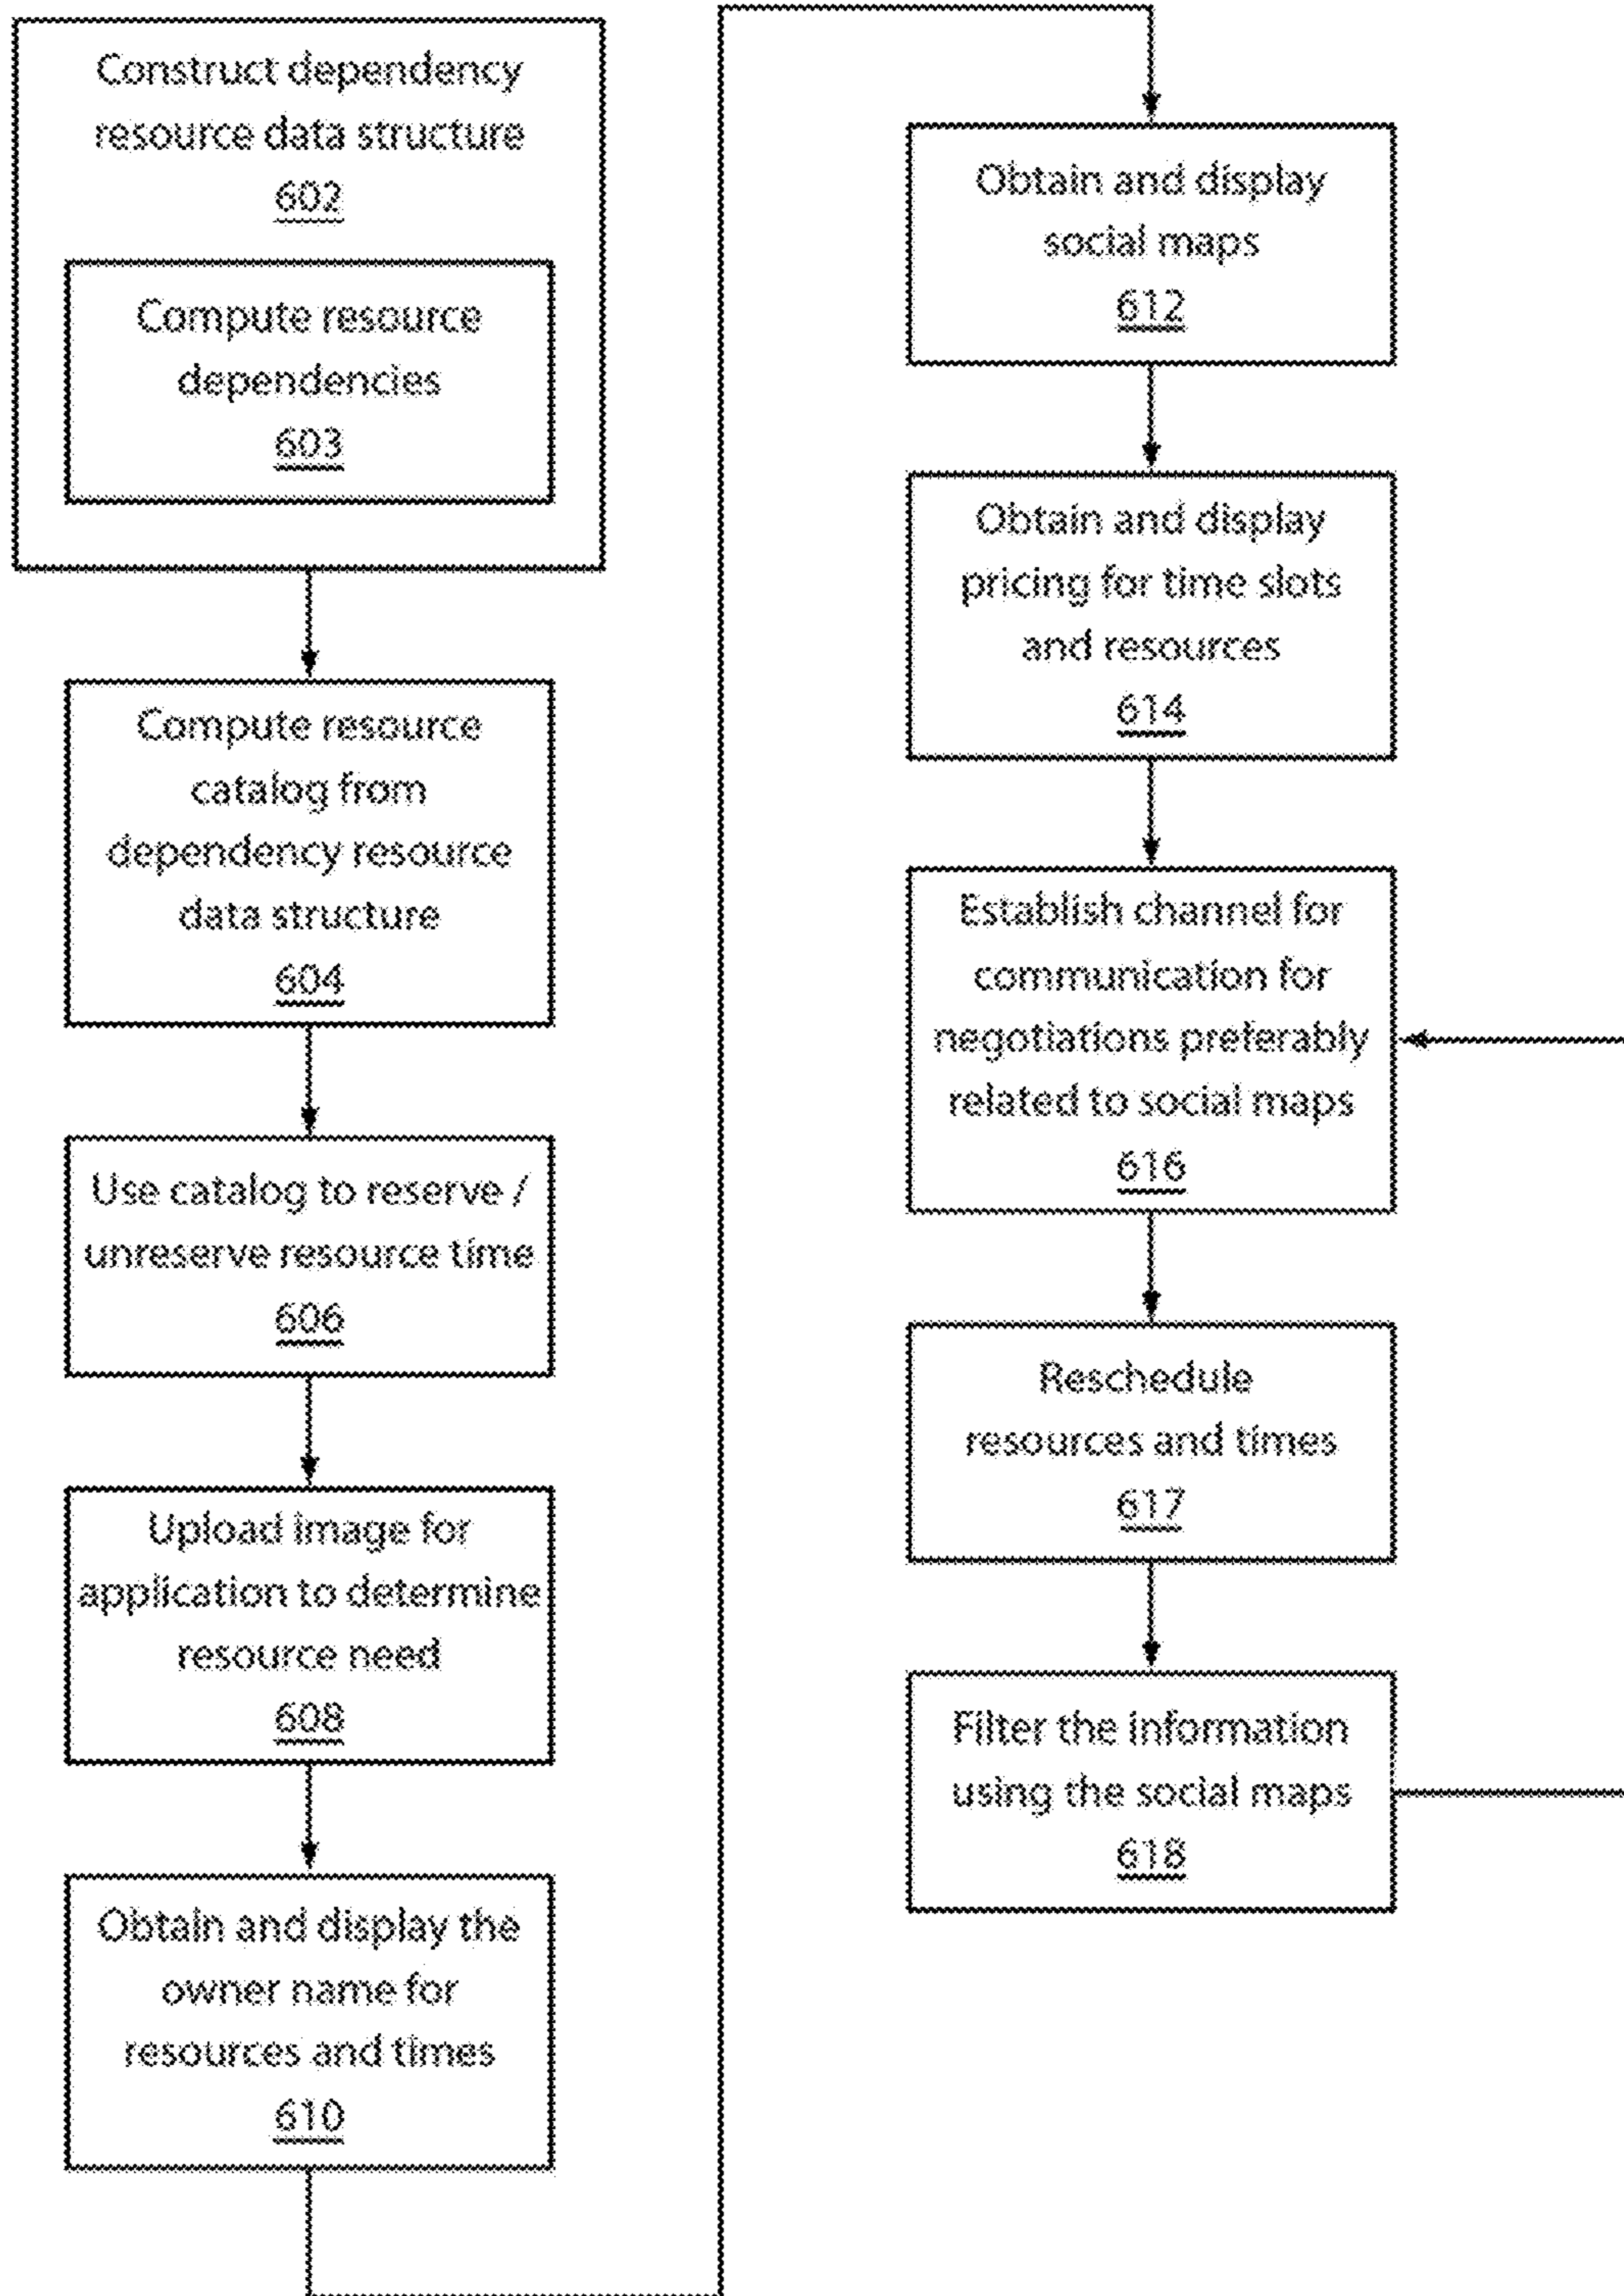 Construct dependency
resource data structure
602
Compute resource
dependencies
603
Compute resource
catalog from
dependency resource
data structure
604
Use catalog to reserve /
unreserve resource time
606
Upload image for
application to determine
resource need
608
Obtain and display the
owner name for
resources and times
610
Obtain and display
social maps
612
Obtain and display
pricing for time slots
and resources
614
Establish channel for
communication for
negotiations preferably
related to social maps
616
Reschedule
resources and times
617
Filter the information
using the social maps
618